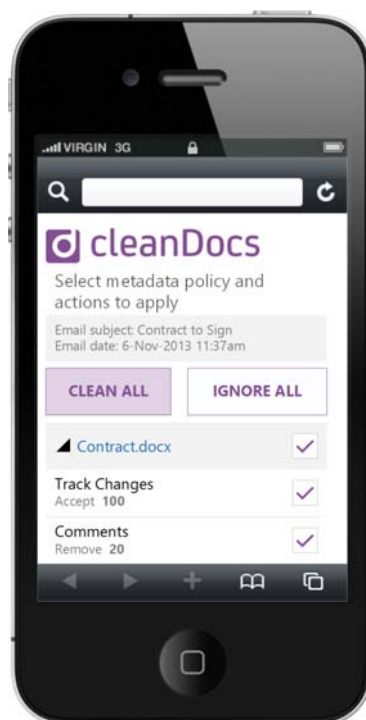 VIRGIN 3G
cleanDocs
Select metadata policy and
actions to apply
Email subject: Contract to Sign
Email date: 6-Nov-2013 11:37am
CLEAN ALL IGNORE ALL
Contract.docx
Track Changes
Accept 100
Comments
Remove 20